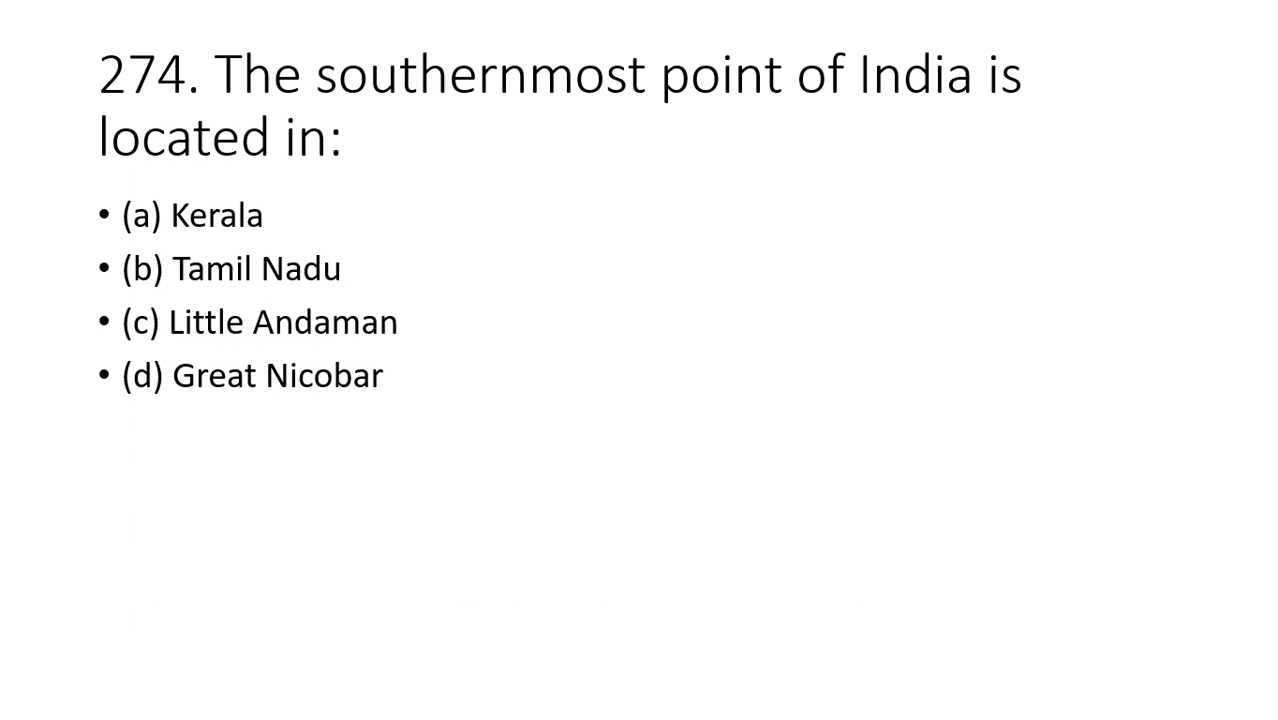 274. The southernmost point of India is
located in:
• (a) Kerala
• (b) Tamil Nadu
• (c) Little Andaman
• (d) Great Nicobar